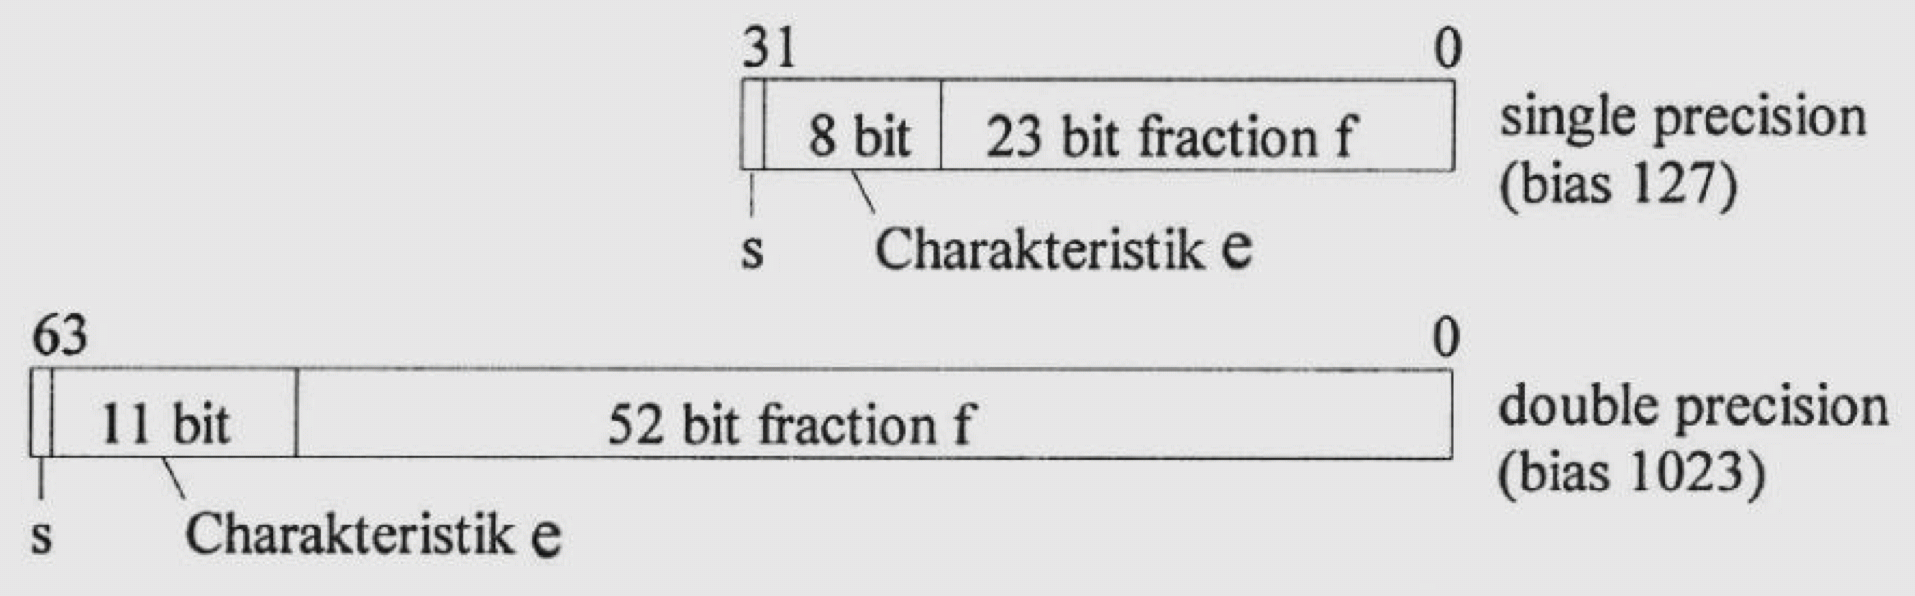 31 0
8 bit 23 bit fraction f single precision
(bias 127)
s Charakteristik e
63 0
11 bit 52 bit fraction f double precision
(bias 1023)
s Charakteristik e